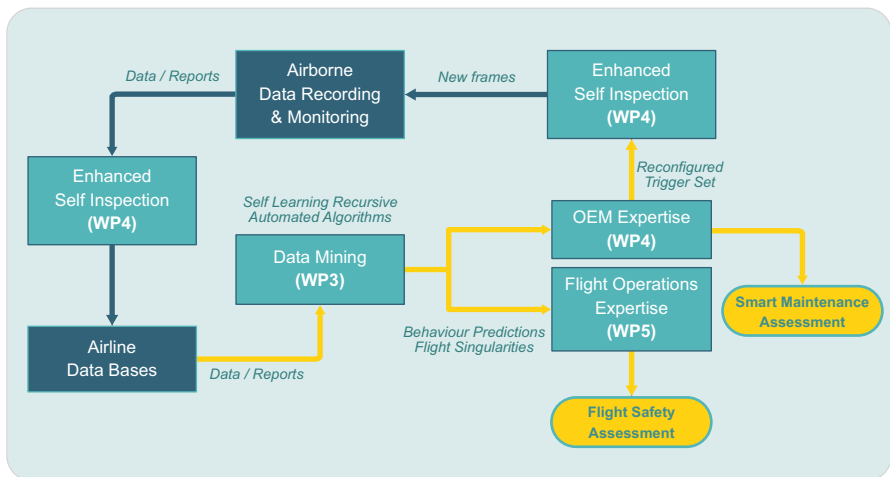 Data / Reports
Airborne
Data Recording
& Monitoring
New frames
Enhanced
Self Inspection
(WP4)
Enhanced
Self Inspection
(WP4)
Self Learning Recursive
Automated Algorithms
Reconfigured
Trigger Set
Data Mining
(WP3)
OEM Expertise
(WP4)
Flight Operations
Expertise
(WP5)
Smart Maintenance
Assessment
Airline
Data Bases
Data / Reports
Behaviour Predictions
Flight Singularities
Flight Safety
Assessment